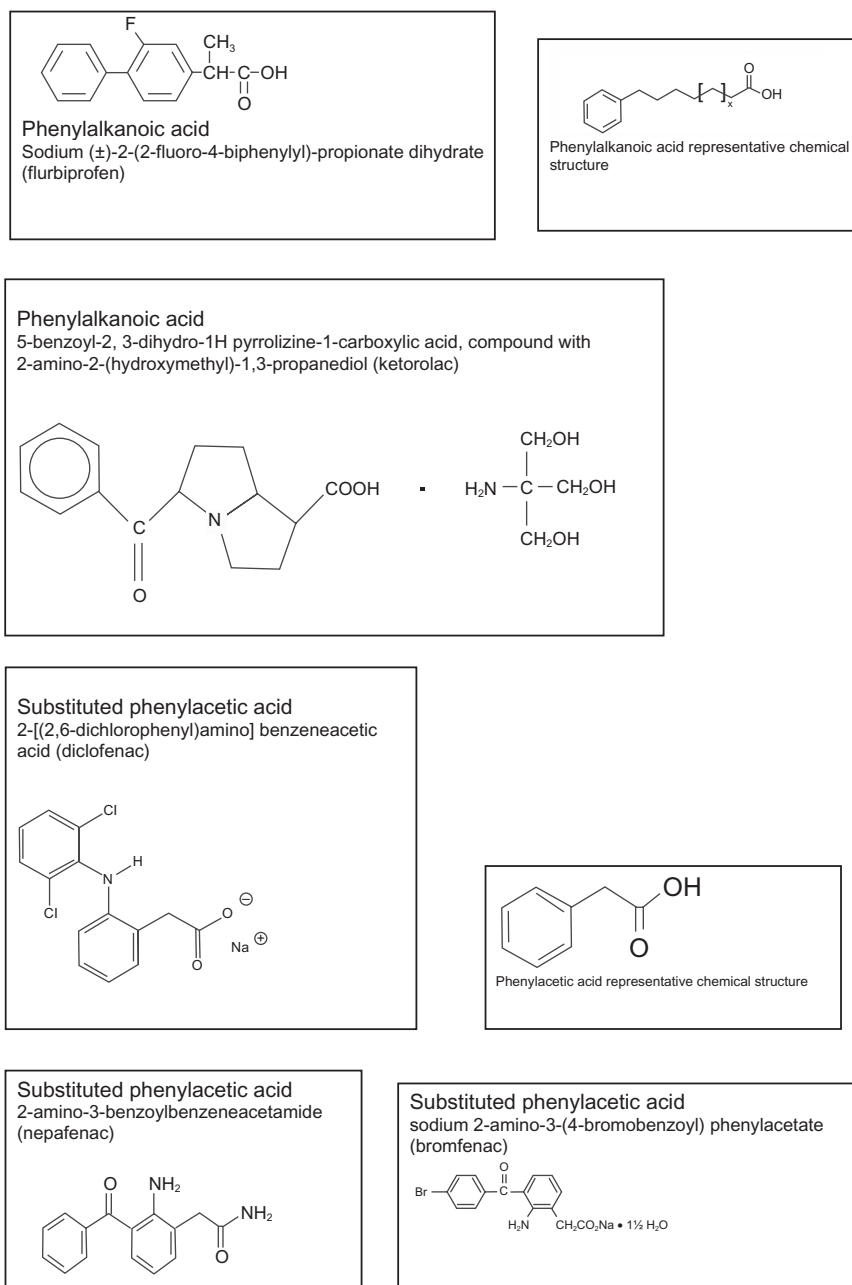 F
CH₃
CH–C–OH
O
Phenylalkanoic acid
Sodium (±)-2-(2-fluoro-4-biphenylyl)-propionate dihydrate
(flurbiprofen)
O
OH
x
Phenylalkanoic acid representative chemical
structure
Phenylalkanoic acid
5-benzoyl-2, 3-dihydro-1H pyrrolizine-1-carboxylic acid, compound with
2-amino-2-(hydroxymethyl)-1,3-propanediol (ketorolac)
CH₂OH
COOH
H₂N–C–CH₂OH
N
C
CH₂OH
O
Substituted phenylacetic acid
2-[(2,6-dichlorophenyl)amino] benzeneacetic
acid (diclofenac)
Cl
H
N
Cl
O ⊖
O
Na ⊕
OH
O
Phenylacetic acid representative chemical structure
Substituted phenylacetic acid
2-amino-3-benzoylbenzeneacetamide
(nepafenac)
O
NH₂
NH₂
O
Substituted phenylacetic acid
sodium 2-amino-3-(4-bromobenzoyl) phenylacetate
(bromfenac)
O
Br
C
H₂N
CH₂CO₂Na • 1½ H₂O